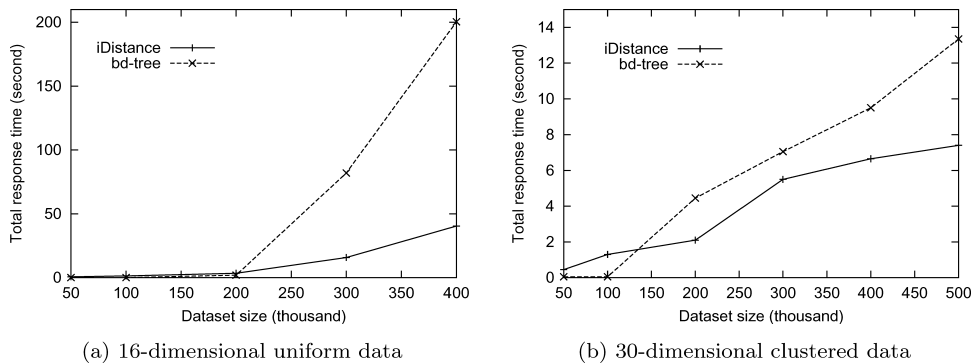 200
150
100
50
0
Total response time (second)
iDistance
bd-tree
50 100 150 200 250 300 350 400
Dataset size (thousand)
(a) 16-dimensional uniform data
14
12
10
8
6
4
2
0
Total response time (second)
iDistance
bd-tree
50 100 150 200 250 300 350 400 450 500
Dataset size (thousand)
(b) 30-dimensional clustered data